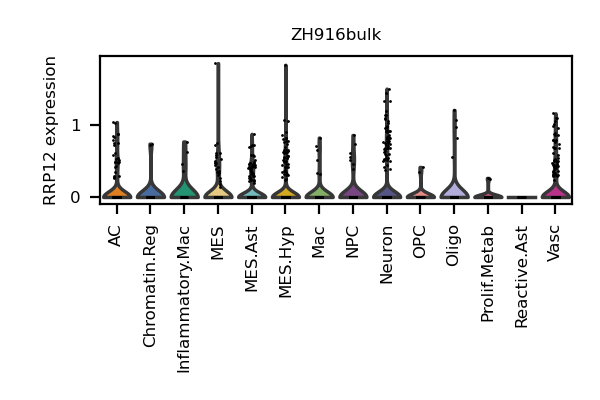 ZH916bulk
RRP12 expression
1
0
AC
Chromatin.Reg
Inflammatory.Mac
MES
MES.Ast
MES.Hyp
Mac
NPC
Neuron
OPC
Oligo
Prolif.Metab
Reactive.Ast
Vasc